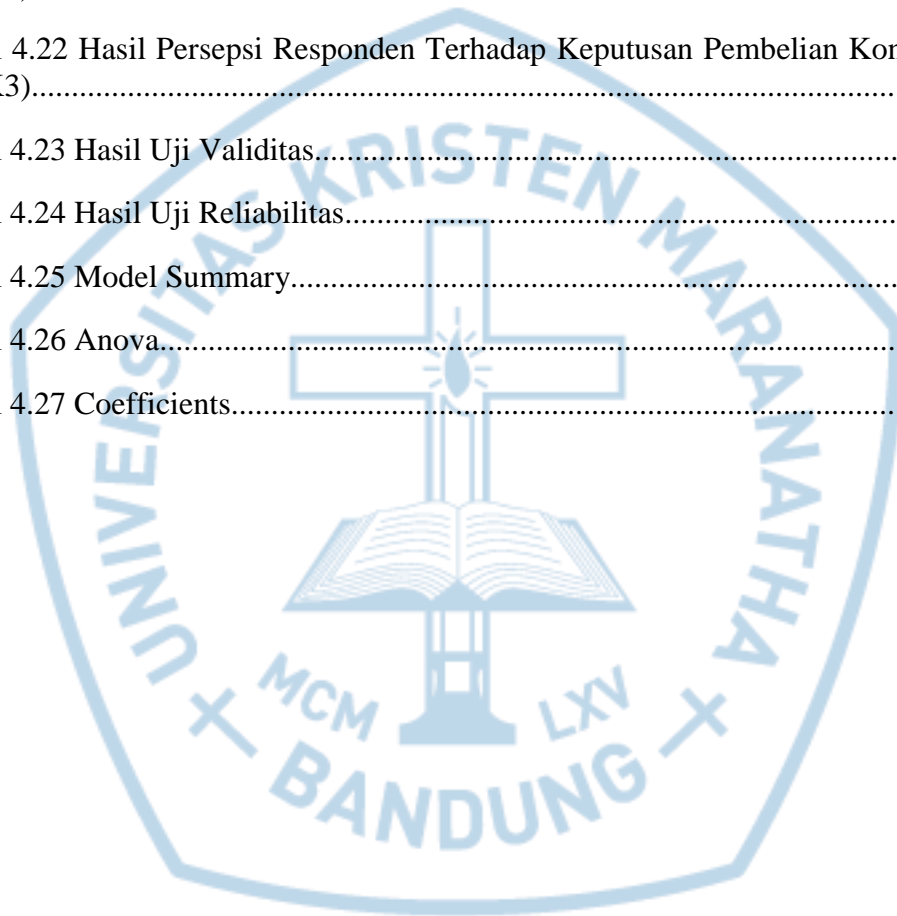 4.22 Hasil Persepsi Responden Terhadap Keputusan Pembelian
3)........................................................................................................
4.23 Hasil Uji Validitas........................................................................
4.24 Hasil Uji Reliabilitas....................................................................
4.25 Model Summary...........................................................................
4.26 Anova...........................................................................................
4.27 Coefficients..................................................................................
UNIVERSITAS KRISTEN MARANATHA
MCM LXV
BANDUNG